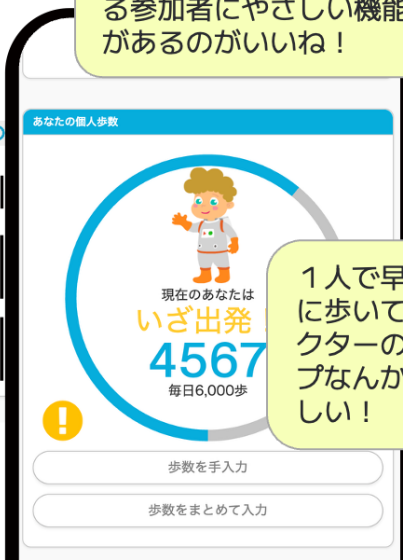 る参加者にやさしい機能
があるのがいいね！
あなたの個人歩数
現在のあなたは
いざ出発
4567
毎日6,000歩
１人で早
に歩いて
クターの
プなんか
しい！
!
歩数を手入力
歩数をまとめて入力